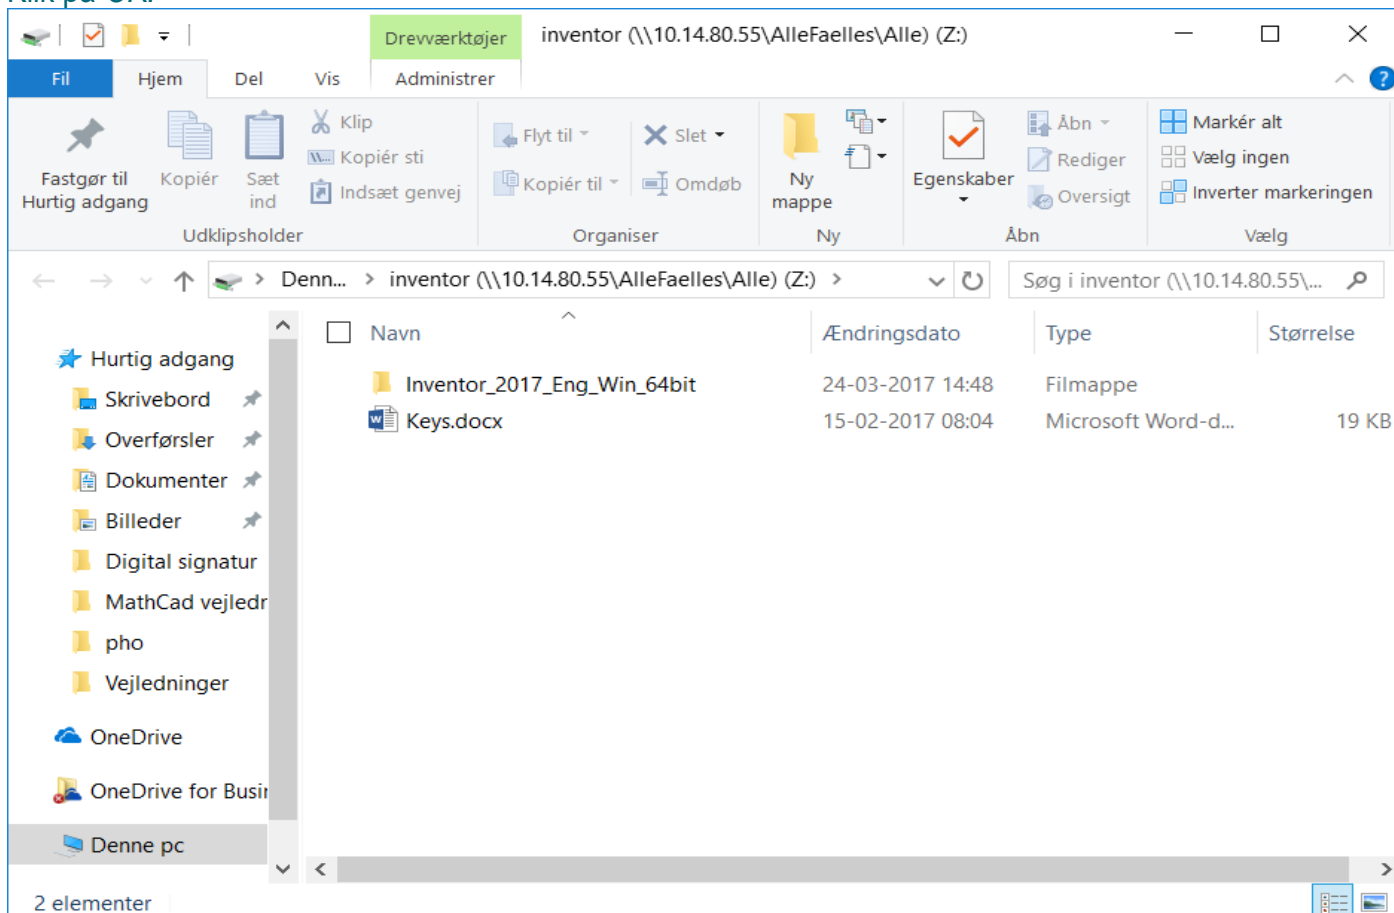 Klik på OK.
Drevværktøjer inventor (\\10.14.80.55\AlleFaelles\Alle) (Z:)
Fil Hjem Del Vis Administrer
Fastgør til Hurtig adgang
Kopiér
Sæt ind
Klip
Kopiér sti
Indsæt genvej
Udklipsholder
Flyt til
Kopiér til
Slet
Omdøb
Organiser
Ny mappe
Ny
Egenskaber
Åbn
Rediger
Oversigt
Åbn
Markér alt
Vælg ingen
Inverter markeringen
Vælg
Denn... > inventor (\\10.14.80.55\AlleFaelles\Alle) (Z:) >
Søg i inventor (\\10.14.80.55\...
Hurtig adgang
Skrivebord
Overførsler
Dokumenter
Billeder
Digital signatur
MathCad vejledr
pho
Vejledninger
OneDrive
OneDrive for Busir
Denne pc
Navn Ændringsdato Type Størrelse
Inventor_2017_Eng_Win_64bit 24-03-2017 14:48 Filmappe
Keys.docx 15-02-2017 08:04 Microsoft Word-d... 19 KB
2 elementer